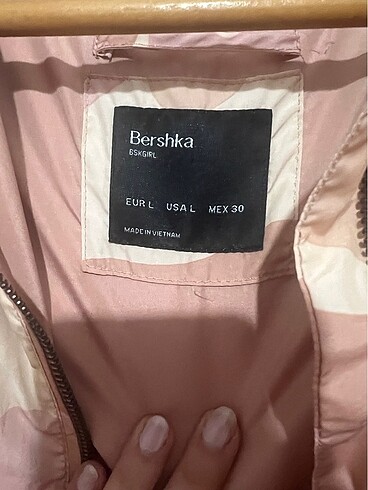 Bershka
BSKGIRL
EUR L USA L MEX 30
MADE IN VIETNAM